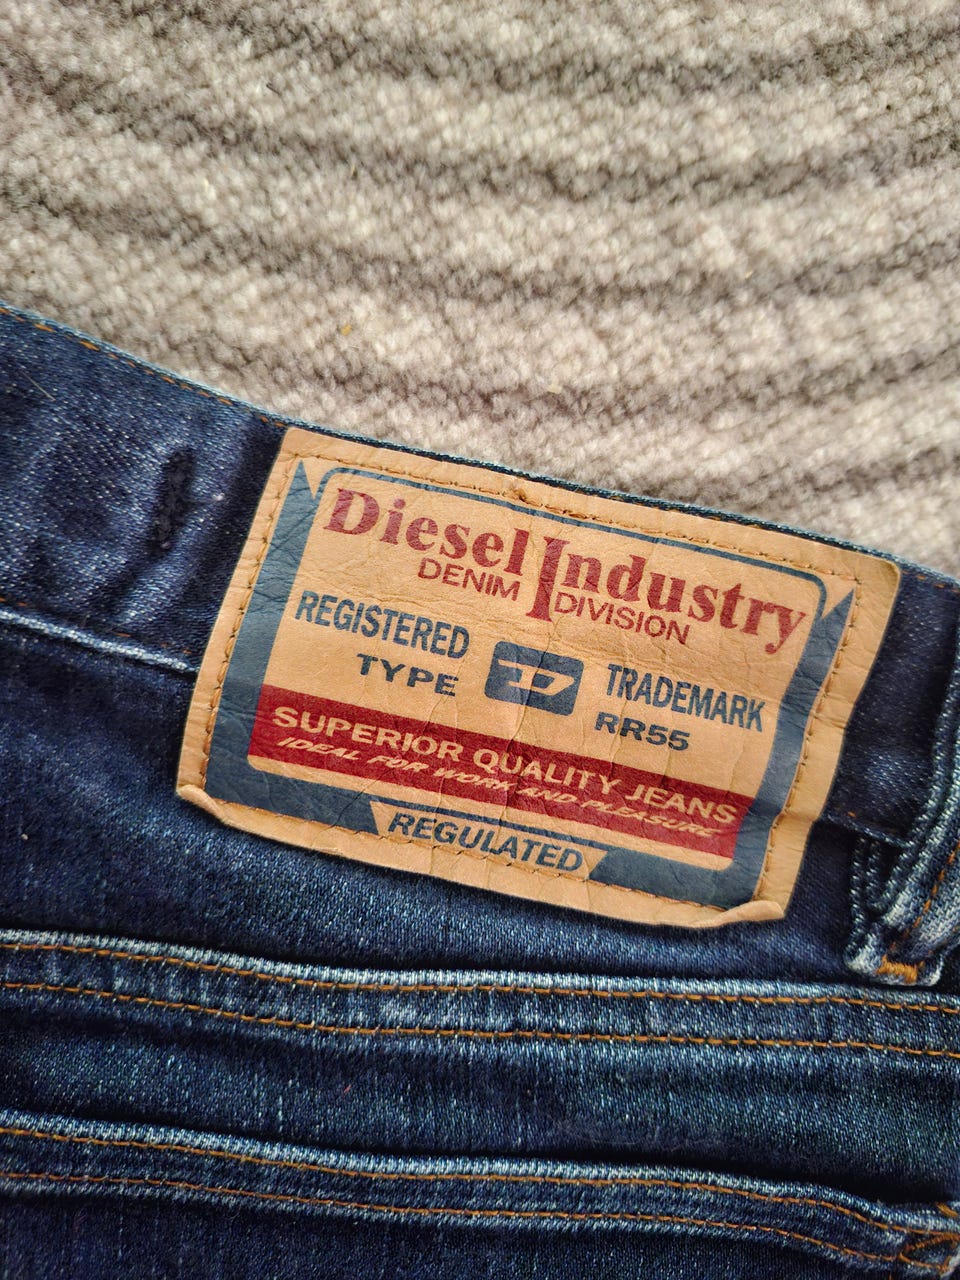 Diesel Industry
DENIM DIVISION
REGISTERED D TRADEMARK
TYPE RR55
SUPERIOR QUALITY JEANS
IDEAL FOR WORK AND PLEASURE
REGULATED